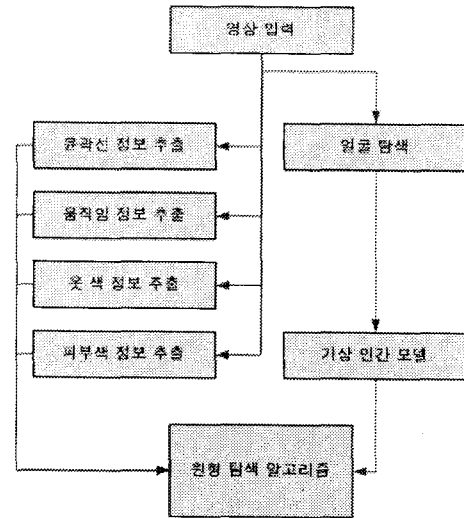 영상 입력
윤곽선 정보 추출
얼굴 탐색
움직임 정보 추출
옷 색 정보 추출
피부색 정보 추출
가상 인간 모델
원형 탐색 알고리즘